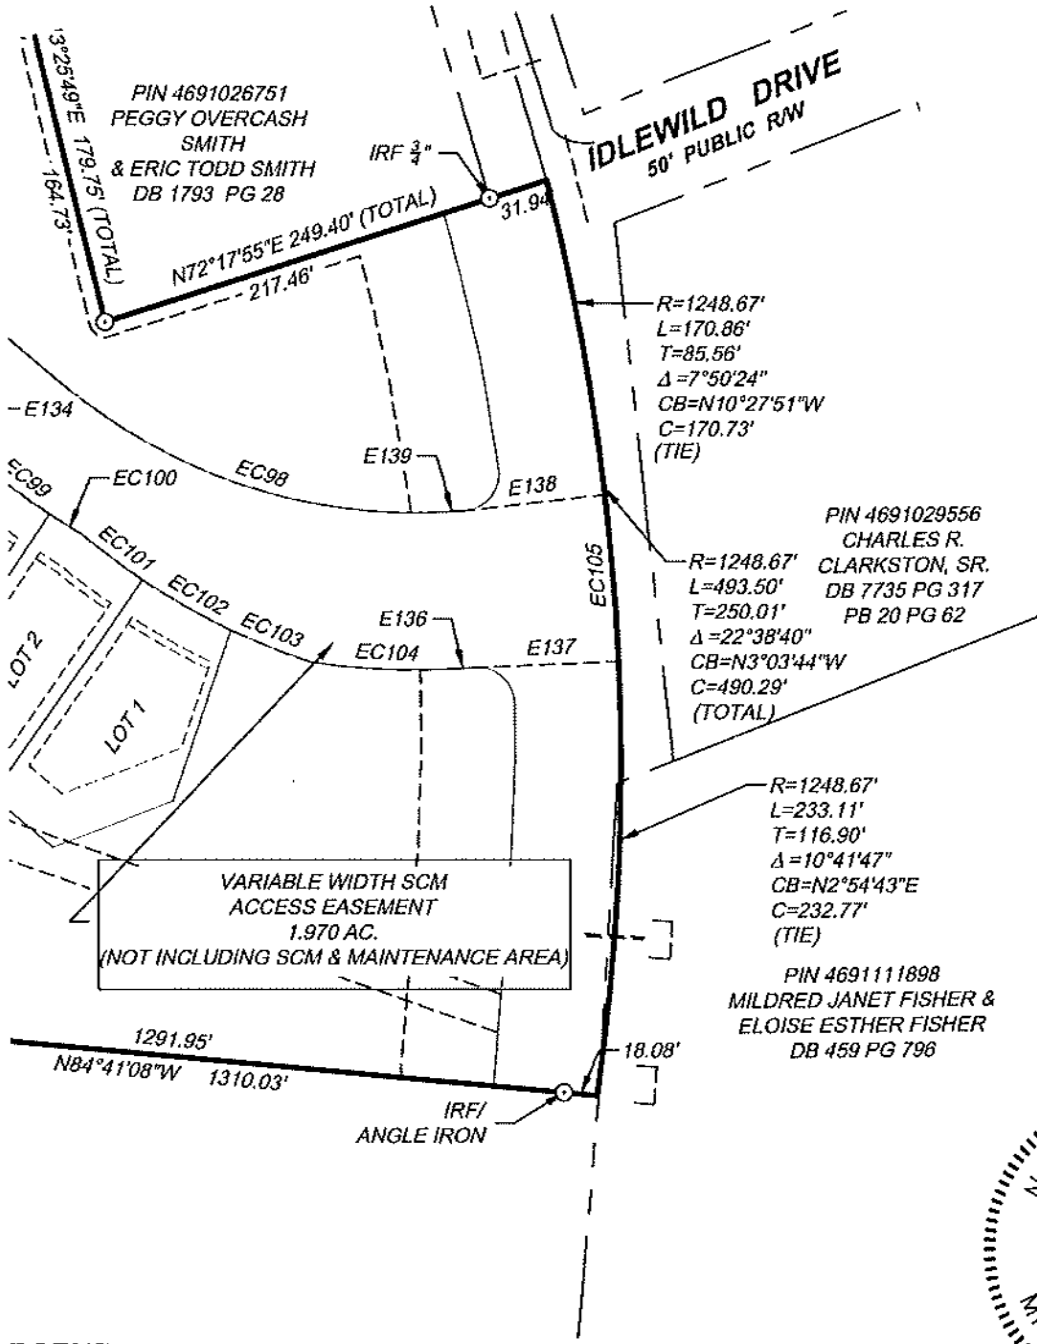 13°25'49"E 179.75' (TOTAL)
164.73'
PIN 4691026751
PEGGY OVERCASH
SMITH
& ERIC TODD SMITH
DB 1793 PG 28
IRF 3/4"
IDLEWILD DRIVE
50' PUBLIC R/W
N72°17'55"E 249.40' (TOTAL)
217.46'
31.94
R=1248.67'
L=170.86'
T=85.56'
Δ=7°50'24"
CB=N10°27'51"W
C=170.73'
(TIE)
E134
EC99
EC100
EC98
E139
E138
EC101
EC102
EC103
EC104
E136
E137
EC105
LOT 2
LOT 1
R=1248.67'
L=493.50'
T=250.01'
Δ=22°38'40"
CB=N3°03'44"W
C=490.29'
(TOTAL)
PIN 4691029556
CHARLES R.
CLARKSTON, SR.
DB 7735 PG 317
PB 20 PG 62
R=1248.67'
L=233.11'
T=116.90'
Δ=10°41'47"
CB=N2°54'43"E
C=232.77'
(TIE)
VARIABLE WIDTH SCM
ACCESS EASEMENT
1.970 AC.
(NOT INCLUDING SCM & MAINTENANCE AREA)
PIN 4691111898
MILDRED JANET FISHER &
ELOISE ESTHER FISHER
DB 459 PG 796
1291.95'
N84°41'08"W 1310.03'
18.08'
IRF/
ANGLE IRON
N
M